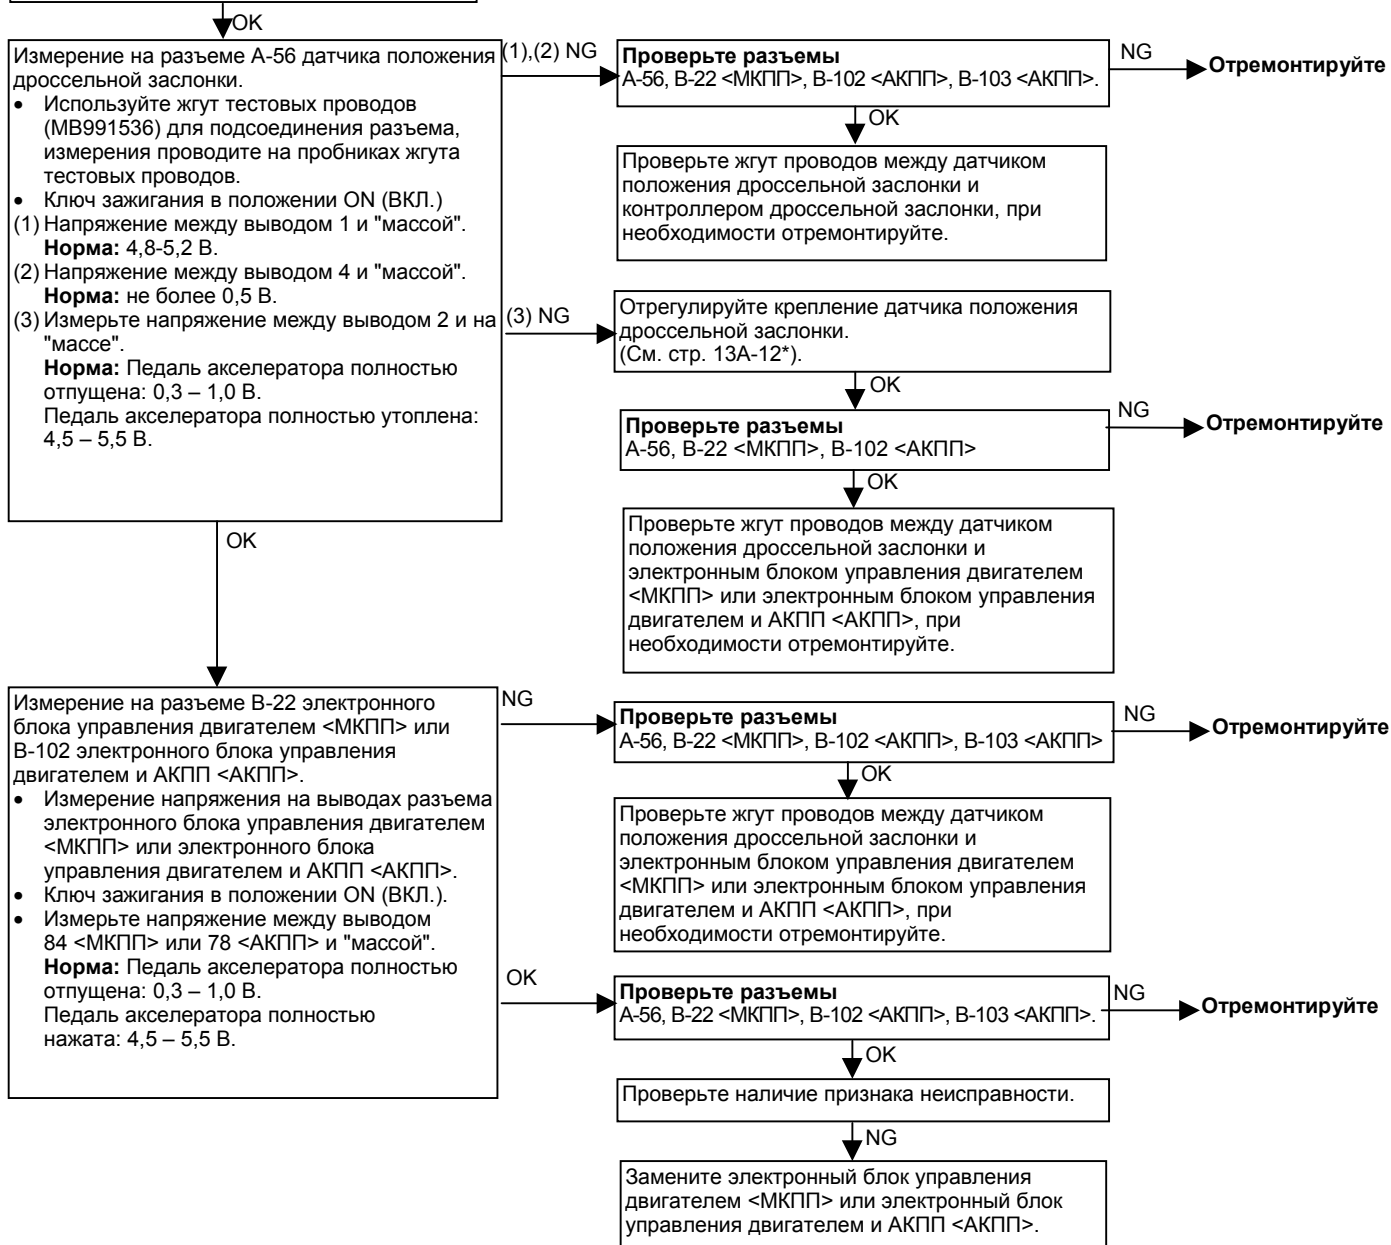 OK
Измерение на разъеме А-56 датчика положения
дроссельной заслонки.
• Используйте жгут тестовых проводов
(MB991536) для подсоединения разъема,
измерения проводите на пробниках жгута
тестовых проводов.
• Ключ зажигания в положении ON (ВКЛ.)
(1) Напряжение между выводом 1 и "массой".
Норма: 4,8-5,2 В.
(2) Напряжение между выводом 4 и "массой".
Норма: не более 0,5 В.
(3) Измерьте напряжение между выводом 2 и на
"массе".
Норма: Педаль акселератора полностью
отпущена: 0,3 – 1,0 В.
Педаль акселератора полностью утоплена:
4,5 – 5,5 В.
(1),(2) NG
Проверьте разъемы
А-56, В-22 <МКПП>, В-102 <АКПП>, В-103 <АКПП>.
NG
Отремонтируйте
OK
Проверьте жгут проводов между датчиком
положения дроссельной заслонки и
контроллером дроссельной заслонки, при
необходимости отремонтируйте.
(3) NG
Отрегулируйте крепление датчика положения
дроссельной заслонки.
(См. стр. 13А-12*).
OK
Проверьте разъемы
А-56, В-22 <МКПП>, В-102 <АКПП>
NG
Отремонтируйте
OK
Проверьте жгут проводов между датчиком
положения дроссельной заслонки и
электронным блоком управления двигателем
<МКПП> или электронным блоком управления
двигателем и АКПП <АКПП>, при
необходимости отремонтируйте.
OK
Измерение на разъеме В-22 электронного
блока управления двигателем <МКПП> или
В-102 электронного блока управления
двигателем и АКПП <АКПП>.
• Измерение напряжения на выводах разъема
электронного блока управления двигателем
<МКПП> или электронного блока
управления двигателем и АКПП <АКПП>.
• Ключ зажигания в положении ON (ВКЛ.).
• Измерьте напряжение между выводом
84 <МКПП> или 78 <АКПП> и "массой".
Норма: Педаль акселератора полностью
отпущена: 0,3 – 1,0 В.
Педаль акселератора полностью
нажата: 4,5 – 5,5 В.
NG
Проверьте разъемы
А-56, В-22 <МКПП>, В-102 <АКПП>, В-103 <АКПП>
NG
Отремонтируйте
OK
Проверьте жгут проводов между датчиком
положения дроссельной заслонки и
электронным блоком управления двигателем
<МКПП> или электронным блоком управления
двигателем и АКПП <АКПП>, при
необходимости отремонтируйте.
OK
Проверьте разъемы
А-56, В-22 <МКПП>, В-102 <АКПП>, В-103 <АКПП>.
NG
Отремонтируйте
OK
Проверьте наличие признака неисправности.
NG
Замените электронный блок управления
двигателем <МКПП> или электронный блок
управления двигателем и АКПП <АКПП>.